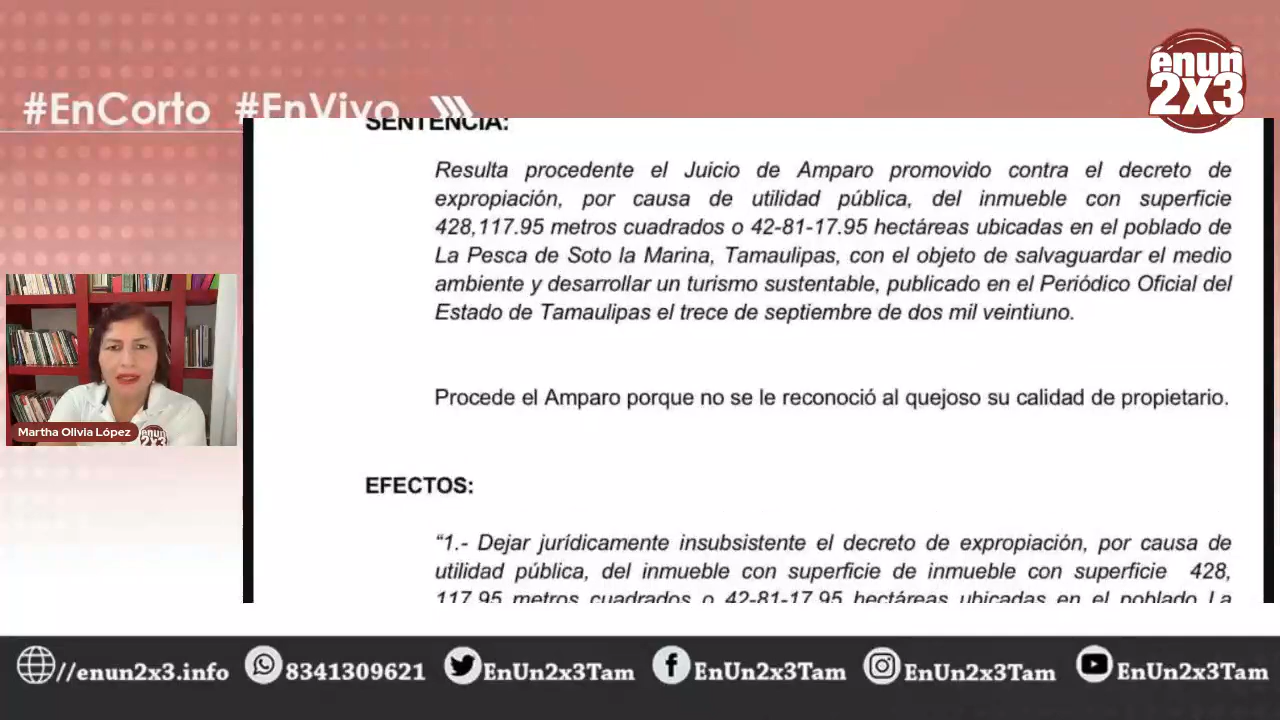 #EnCorto #EnVivo
énun
2x3
SENTENCIA:
Resulta procedente el Juicio de Amparo promovido contra el decreto de
expropiación, por causa de utilidad pública, del inmueble con superficie
428,117.95 metros cuadrados o 42-81-17.95 hectáreas ubicadas en el poblado de
La Pesca de Soto la Marina, Tamaulipas, con el objeto de salvaguardar el medio
ambiente y desarrollar un turismo sustentable, publicado en el Periódico Oficial del
Estado de Tamaulipas el trece de septiembre de dos mil veintiuno.
Procede el Amparo porque no se le reconoció al quejoso su calidad de propietario.
EFECTOS:
“1.- Dejar jurídicamente insubsistente el decreto de expropiación, por causa de
utilidad pública, del inmueble con superficie de inmueble con superficie 428,
117.95 metros cuadrados o 42-81-17.95 hectáreas ubicadas en el poblado La
Martha Olivia López
énun
2x3
//enun2x3.info 8341309621 EnUn2x3Tam EnUn2x3Tam EnUn2x3Tam EnUn2x3Tam